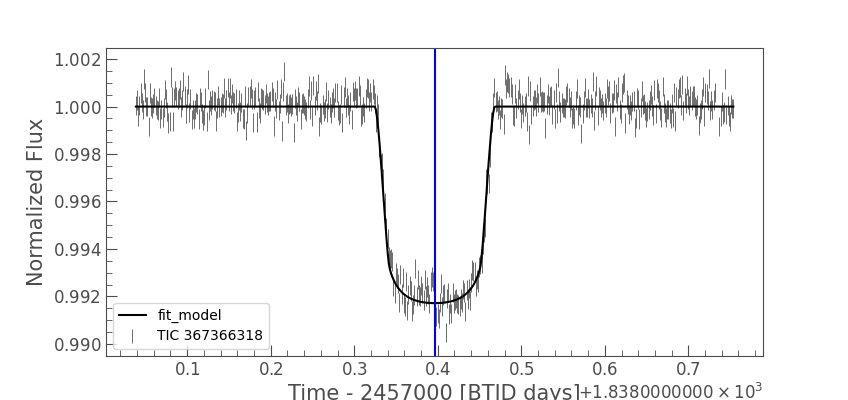 1.002
1.000
0.998
0.996
0.994
0.992
0.990
Normalized Flux
fit_model
TIC 367366318
0.1 0.2 0.3 0.4 0.5 0.6 0.7
Time - 2457000 [BTJD days]
+1.8380000000 × 10³